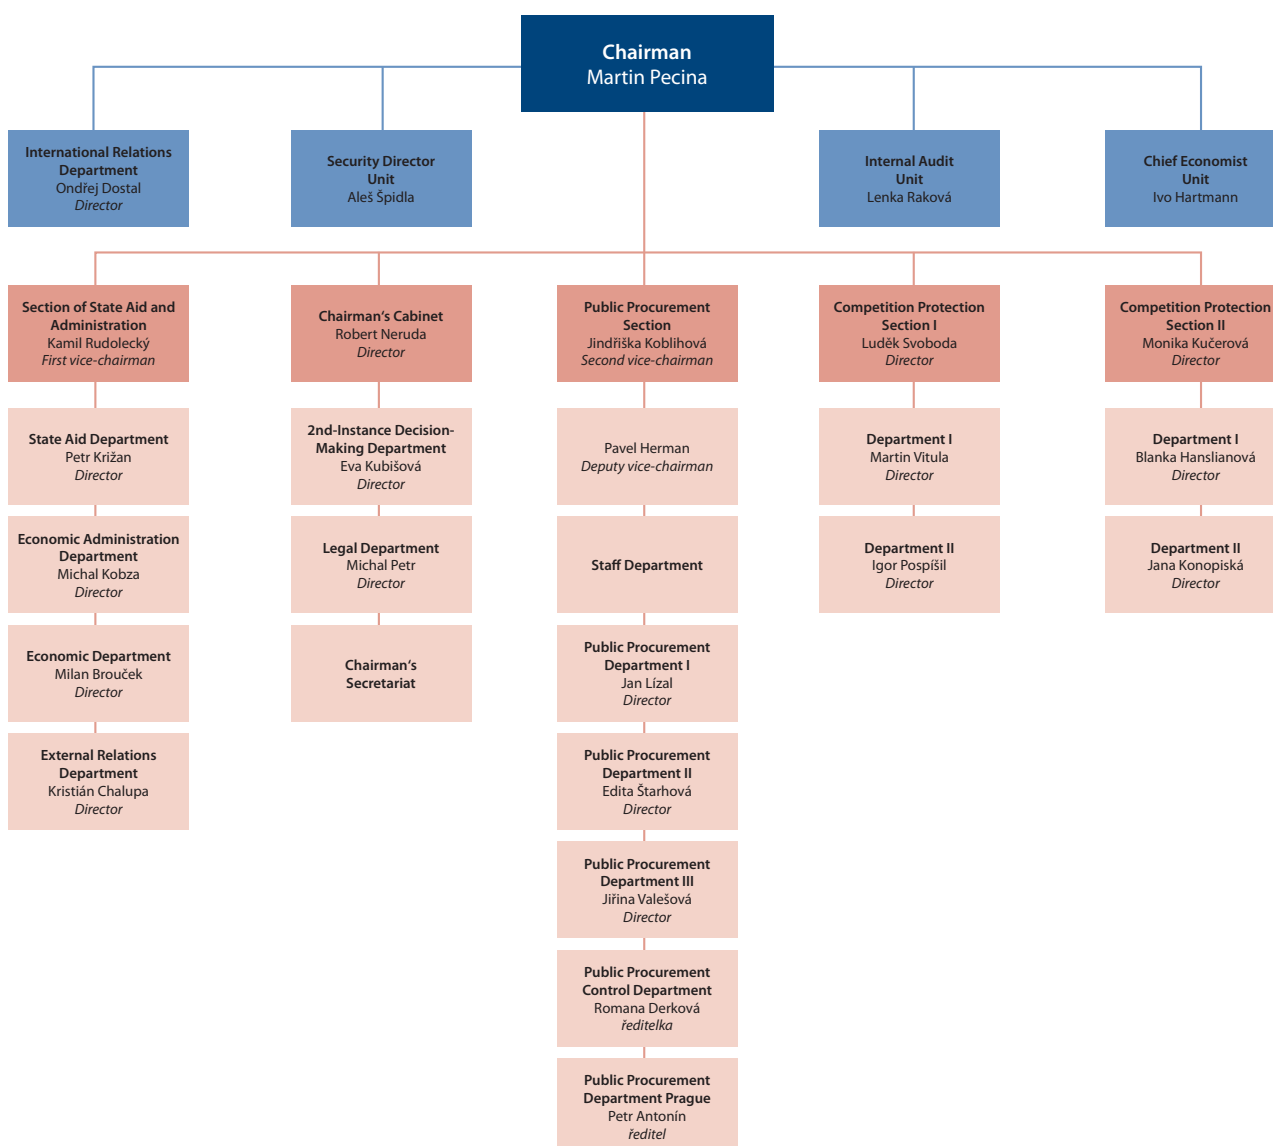 Chairman
Martin Pecina
International Relations
Department
Ondřej Dostal
Director
Security Director
Unit
Aleš Špidla
Internal Audit
Unit
Lenka Raková
Chief Economist
Unit
Ivo Hartmann
Section of State Aid and
Administration
Kamil Rudolecký
First vice-chairman
Chairman‘s Cabinet
Robert Neruda
Director
Public Procurement
Section
Jindřiška Koblihová
Second vice-chairman
Competition Protection
Section I
Luděk Svoboda
Director
Competition Protection
Section II
Monika Kučerová
Director
State Aid Department
Petr Križan
Director
2nd-Instance Decision-
Making Department
Eva Kubišová
Director
Pavel Herman
Deputy vice-chairman
Department I
Martin Vitula
Director
Department I
Blanka Hanslianová
Director
Economic Administration
Department
Michal Kobza
Director
Legal Department
Michal Petr
Director
Staff Department
Department II
Igor Pospíšil
Director
Department II
Jana Konopiská
Director
Economic Department
Milan Brouček
Director
Chairman‘s
Secretariat
Public Procurement
Department I
Jan Lízal
Director
External Relations
Department
Kristián Chalupa
Director
Public Procurement
Department II
Edita Štarhová
Director
Public Procurement
Department III
Jiřina Valešová
Director
Public Procurement
Control Department
Romana Derková
ředitelka
Public Procurement
Department Prague
Petr Antonín
ředitel